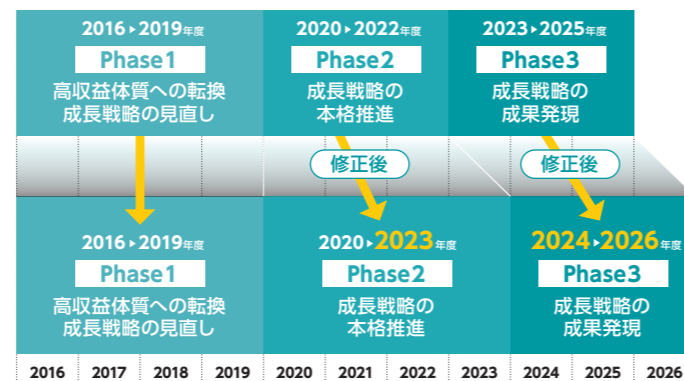 2016▸2019年度
Phase1
高収益体質への転換
成長戦略の見直し
2020▸2022年度
Phase2
成長戦略の
本格推進
2023▸2025年度
Phase3
成長戦略の
成果発現
修正後
修正後
2016▸2019年度
Phase1
高収益体質への転換
成長戦略の見直し
2020▸2023年度
Phase2
成長戦略の
本格推進
2024▸2026年度
Phase3
成長戦略の
成果発現
2016 2017 2018 2019 2020 2021 2022 2023 2024 2025 2026